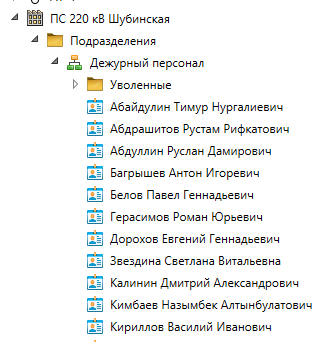 ПС 220 кВ Шубинская
Подразделения
Дежурный персонал
Уволенные
Абайдулин Тимур Нургалиевич
Абдрашитов Рустам Рифкатович
Абдуллин Руслан Дамирович
Багрышев Антон Игоревич
Белов Павел Геннадьевич
Герасимов Роман Юрьевич
Дорохов Евгений Геннадьевич
Звездина Светлана Витальевна
Калинин Дмитрий Александрович
Кимбаев Назымбек Алтынбулатович
Кириллов Василий Иванович